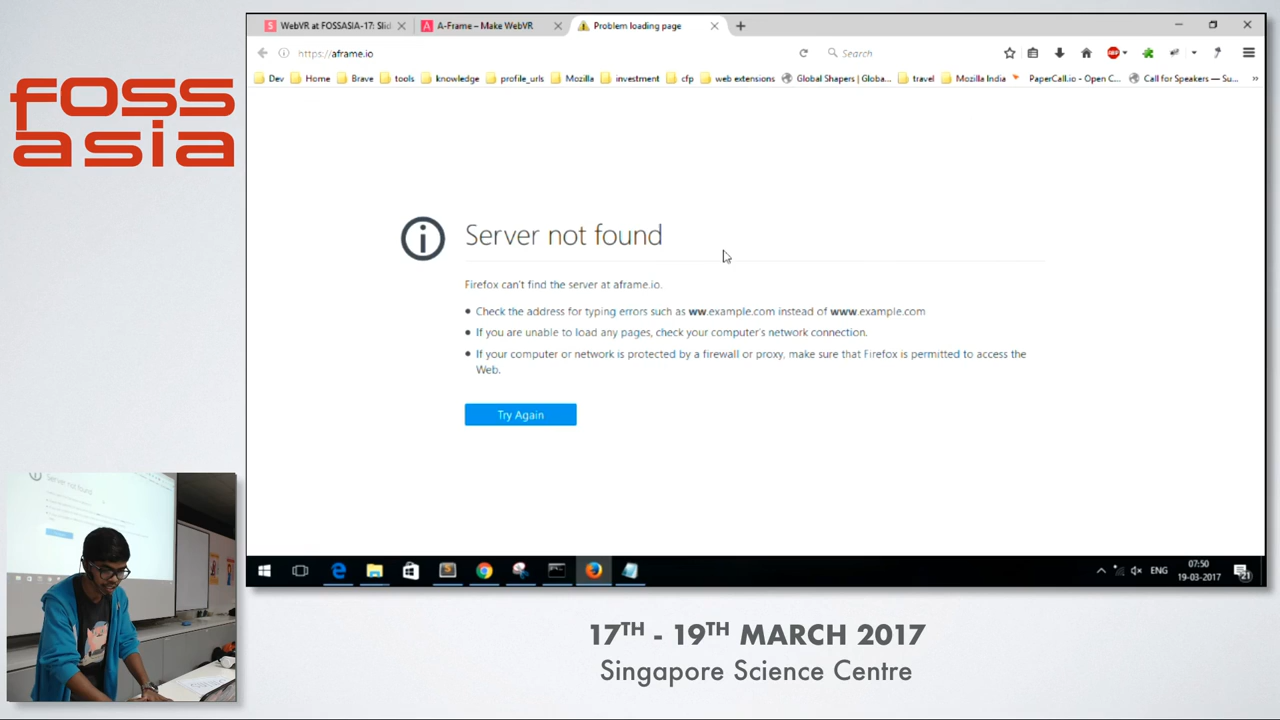 foss
asia
WebVR at FOSSASIA-17: Slid
A-Frame – Make WebVR
Problem loading page
https://aframe.io
Search
Dev
Home
Brave
tools
knowledge
profile_urls
Mozilla
investment
cfp
web extensions
Global Shapers | Globa...
travel
Mozilla India
PaperCall.io - Open C...
Call for Speakers — Su...
Server not found
Firefox can't find the server at aframe.io.
Check the address for typing errors such as ww.example.com instead of www.example.com
If you are unable to load any pages, check your computer's network connection.
If your computer or network is protected by a firewall or proxy, make sure that Firefox is permitted to access the
Web.
Try Again
Server not found
ENG
07:50
19-03-2017
21
17TH - 19TH MARCH 2017
Singapore Science Centre